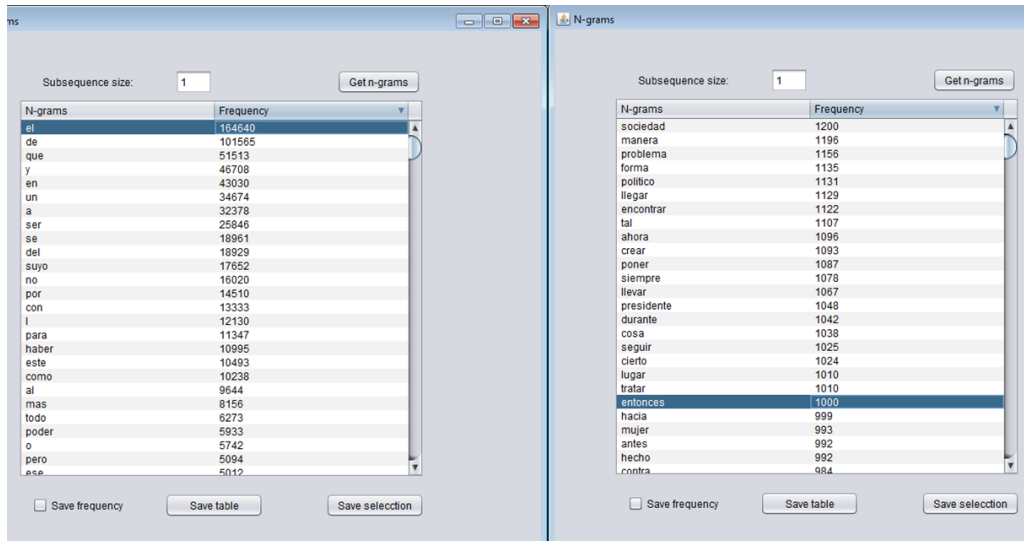 ms
Subsequence size: 1 Get n-grams
N-grams Frequency
el 164640
de 101565
que 51513
y 46708
en 43030
un 34674
a 32378
ser 25846
se 18961
del 18929
suyo 17652
no 16020
por 14510
con 13333
l 12130
para 11347
haber 10995
este 10493
como 10238
al 9644
mas 8156
todo 6273
poder 5933
o 5742
pero 5094
ese 5012
Save frequency Save table Save selecction
N-grams
Subsequence size: 1 Get n-grams
N-grams Frequency
sociedad 1200
manera 1196
problema 1156
forma 1135
politico 1131
llegar 1129
encontrar 1122
tal 1107
ahora 1096
crear 1093
poner 1087
siempre 1078
llevar 1067
presidente 1048
durante 1042
cosa 1038
seguir 1025
cierto 1024
lugar 1010
tratar 1010
entonces 1000
hacia 999
mujer 993
antes 992
hecho 992
contra 984
Save frequency Save table Save selecction